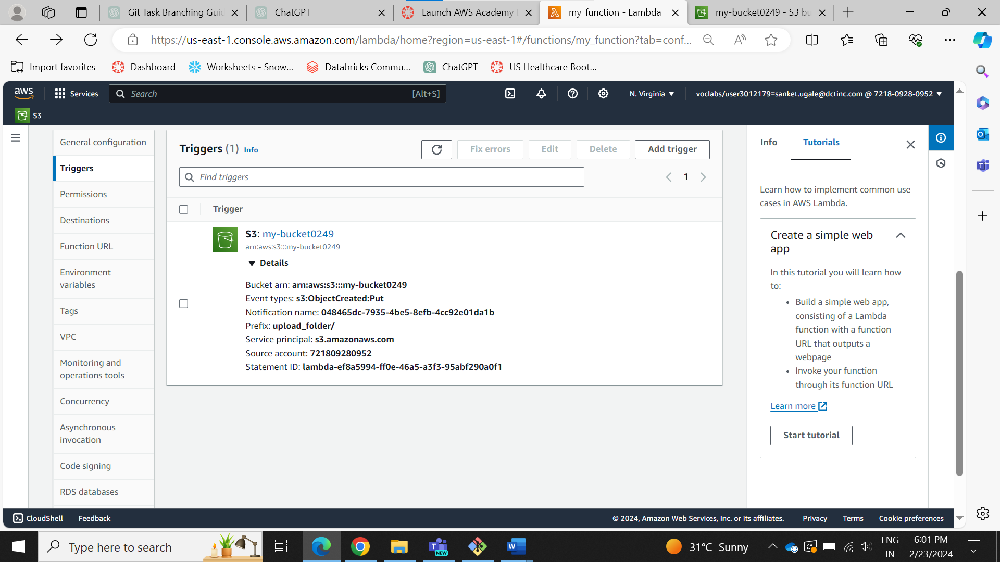 Git Task Branching Guid
ChatGPT
Launch AWS Academy
my_function - Lambda
my-bucket0249 - S3 bu
https://us-east-1.console.aws.amazon.com/lambda/home?region=us-east-1#/functions/my_function?tab=conf...
Import favorites
Dashboard
Worksheets - Snow...
Databricks Commu...
ChatGPT
US Healthcare Boot...
aws
Services
Search
[Alt+S]
N. Virginia
voclabs/user3012179=sanket.ugale@dctinc.com @ 7218-0928-0952
S3
General configuration
Triggers
Permissions
Destinations
Function URL
Environment
variables
Tags
VPC
Monitoring and
operations tools
Concurrency
Asynchronous
invocation
Code signing
RDS databases
Triggers (1) Info
Fix errors
Edit
Delete
Add trigger
Find triggers
1
Trigger
S3: my-bucket0249
arn:aws:s3:::my-bucket0249
Details
Bucket arn: arn:aws:s3:::my-bucket0249
Event types: s3:ObjectCreated:Put
Notification name: 048465dc-7935-4be5-8efb-4cc92e01da1b
Prefix: upload_folder/
Service principal: s3.amazonaws.com
Source account: 721809280952
Statement ID: lambda-ef8a5994-ff0e-46a5-a3f3-95abf290a0f1
Info
Tutorials
Learn how to implement common use
cases in AWS Lambda.
Create a simple web
app
In this tutorial you will learn how
to:
• Build a simple web app,
consisting of a Lambda
function with a function
URL that outputs a
webpage
• Invoke your function
through its function URL
Learn more
Start tutorial
CloudShell
Feedback
© 2024, Amazon Web Services, Inc. or its affiliates.
Privacy
Terms
Cookie preferences
Type here to search
NEW
31°C Sunny
ENG
IN
6:01 PM
2/23/2024